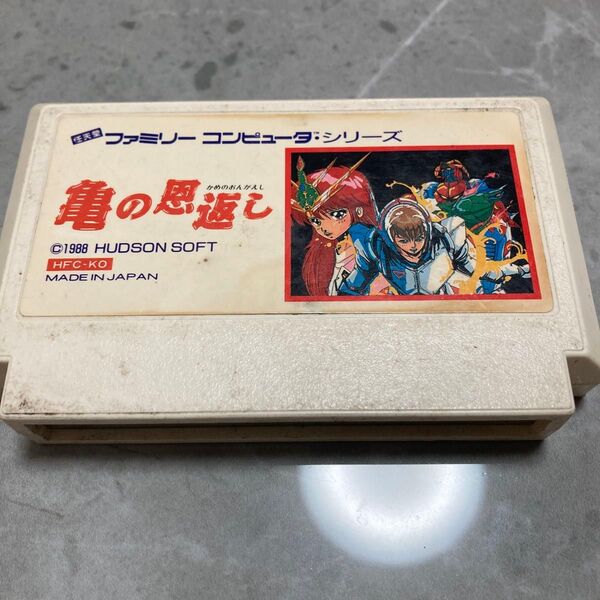 任天堂 ファミリー コンピュータ™シリーズ
かめのおんがえし
亀の恩返し
©1988 HUDSON SOFT
HFC-KO
MADE IN JAPAN